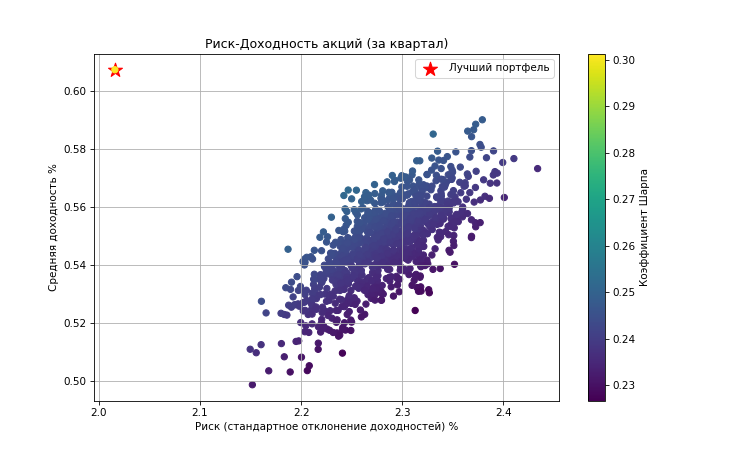 Риск-Доходность акций (за квартал)
Лучший портфель
Средняя доходность %
0.60
0.58
0.56
0.54
0.52
0.50
2.0 2.1 2.2 2.3 2.4
Риск (стандартное отклонение доходностей) %
0.30
0.29
0.28
0.27
0.26
0.25
0.24
0.23
Коэффициент Шарпа